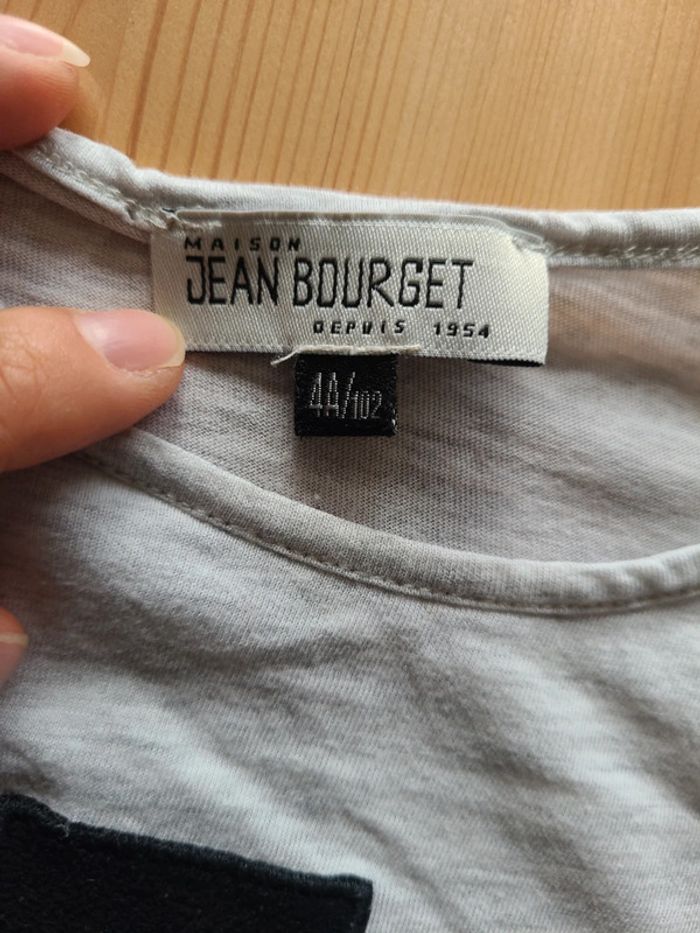 MAISON
JEAN BOURGET
DEPUIS 1954
4A/102